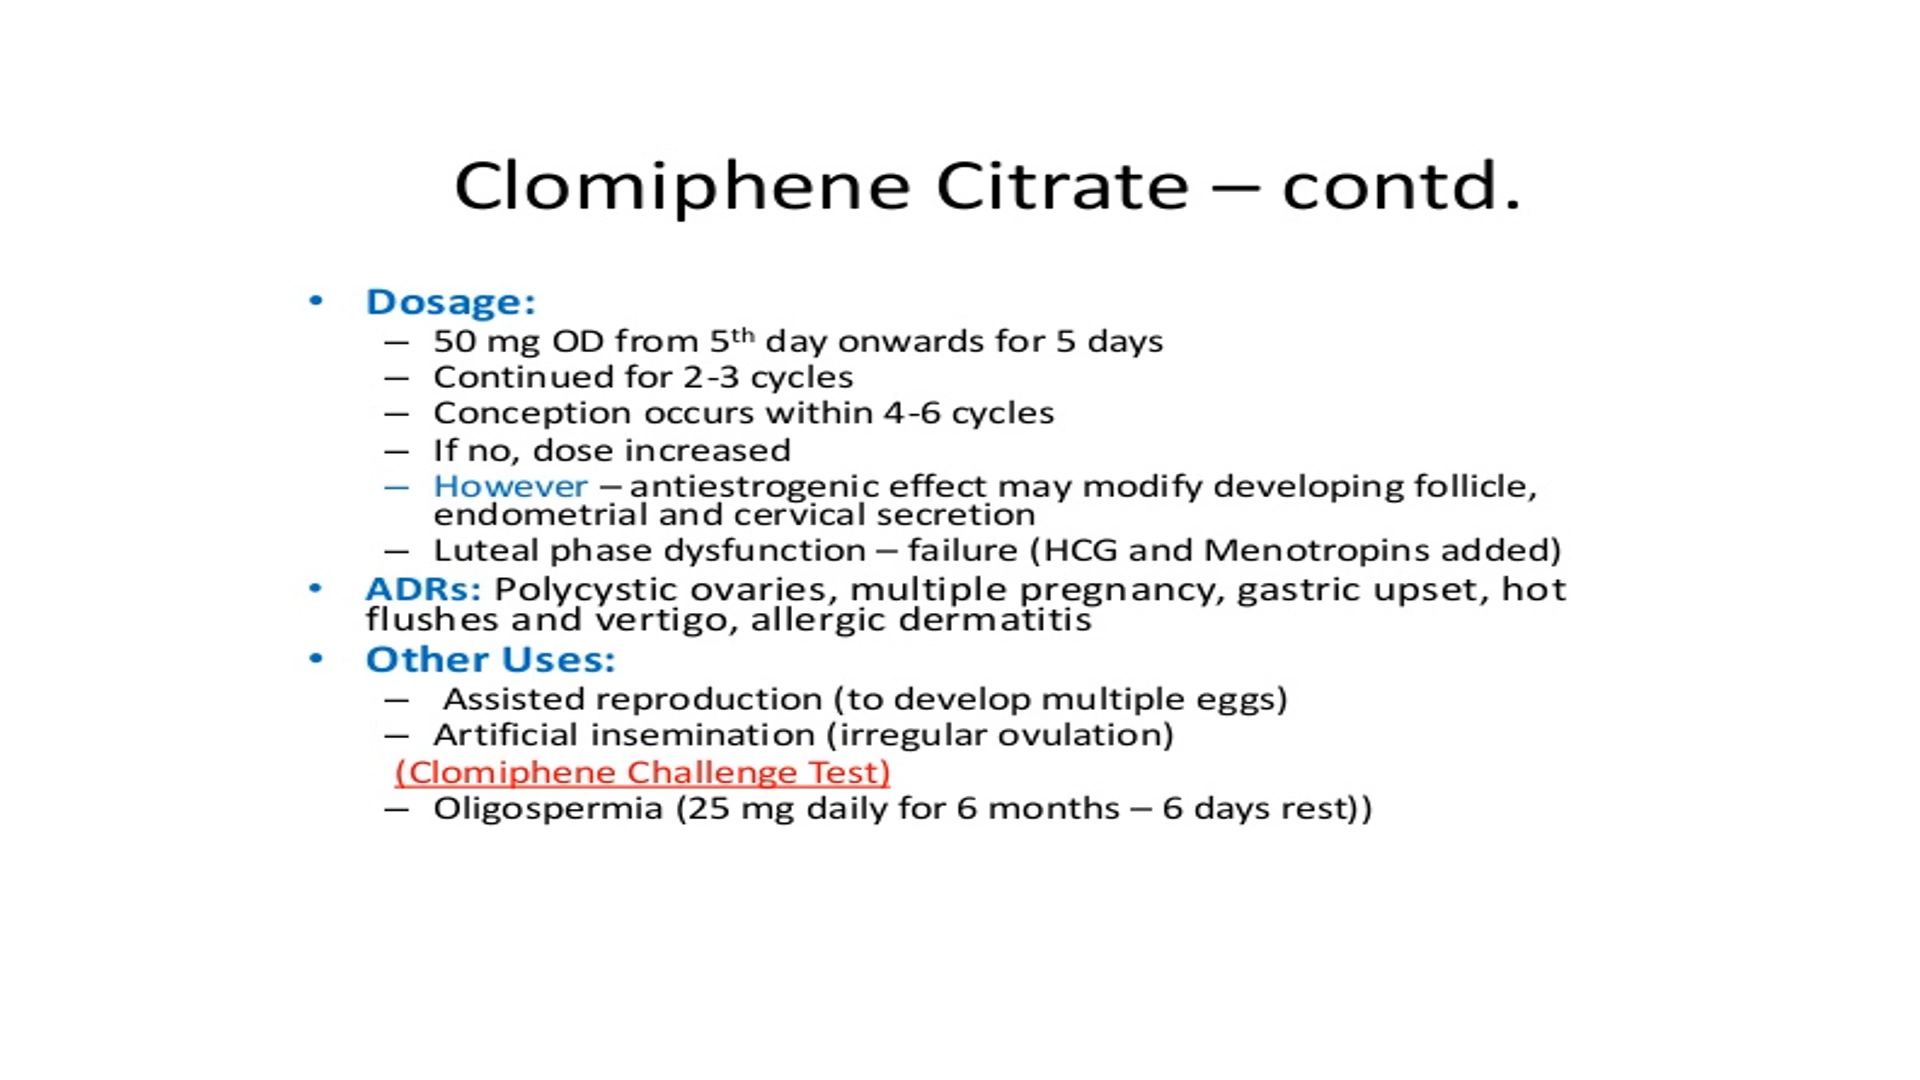 Clomiphene Citrate – contd.
• Dosage:
– 50 mg OD from 5th day onwards for 5 days
– Continued for 2-3 cycles
– Conception occurs within 4-6 cycles
– If no, dose increased
– However – antiestrogenic effect may modify developing follicle,
endometrial and cervical secretion
– Luteal phase dysfunction – failure (HCG and Menotropins added)
• ADRs: Polycystic ovaries, multiple pregnancy, gastric upset, hot
flushes and vertigo, allergic dermatitis
• Other Uses:
– Assisted reproduction (to develop multiple eggs)
– Artificial insemination (irregular ovulation)
(Clomiphene Challenge Test)
– Oligospermia (25 mg daily for 6 months – 6 days rest))